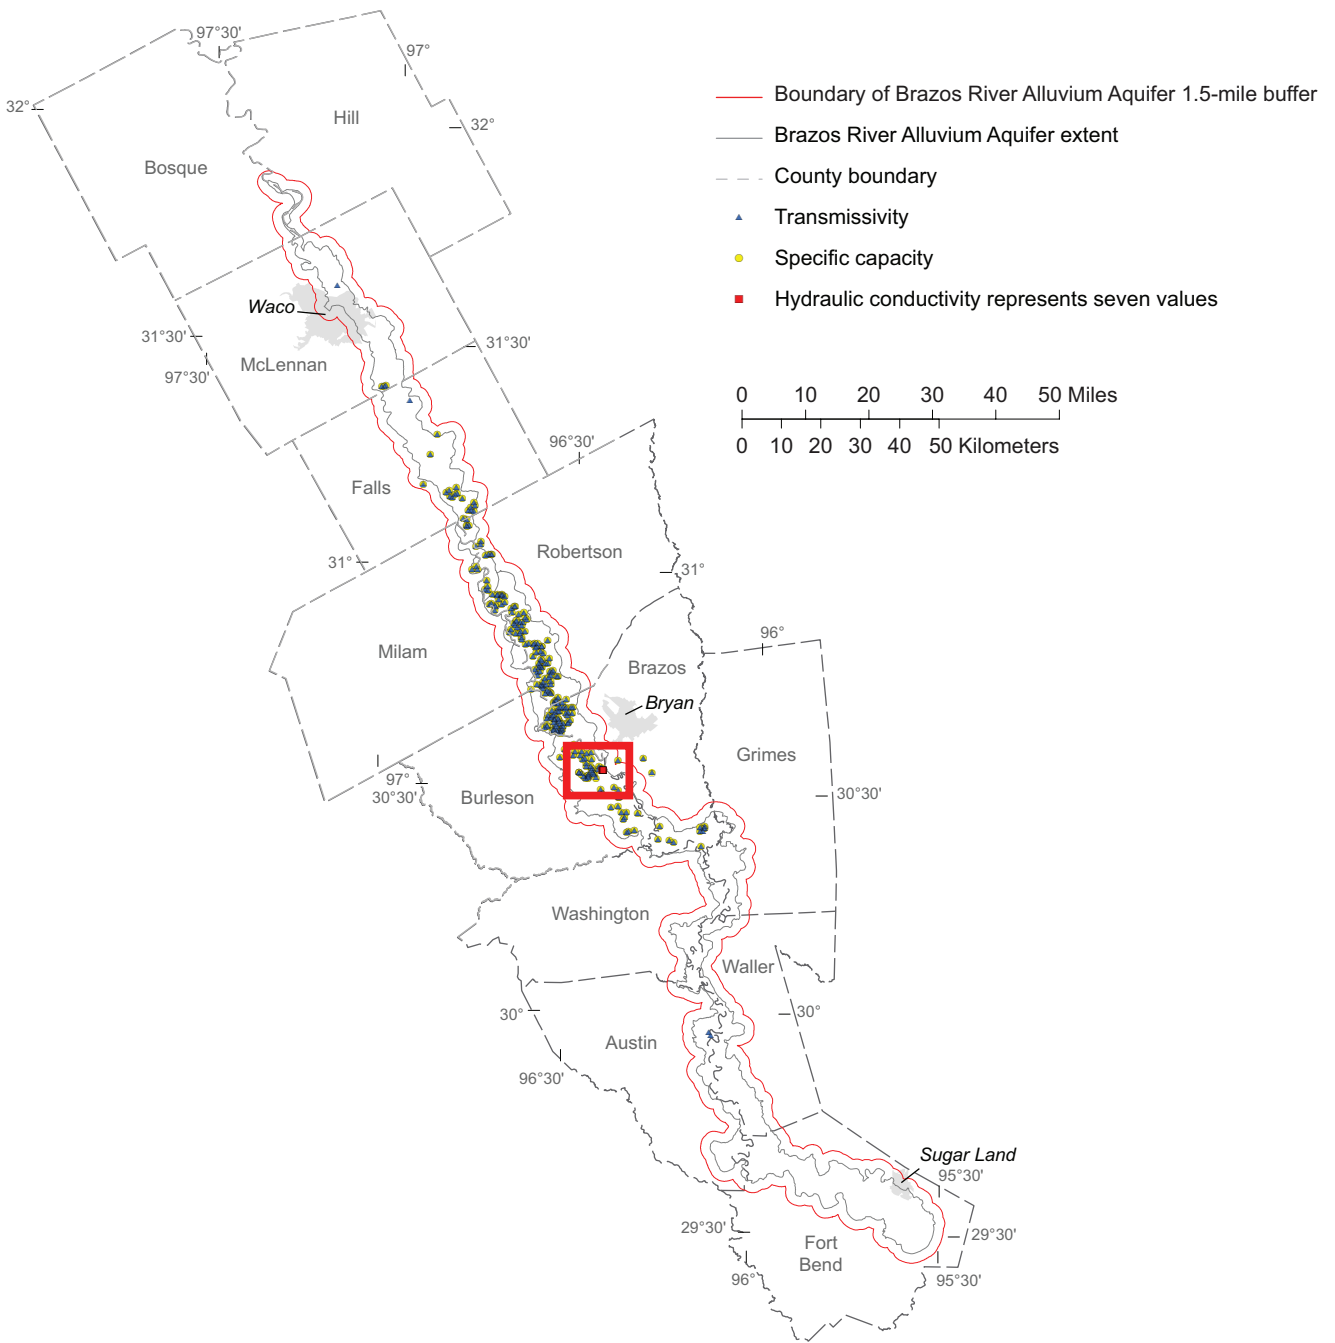 97°30'
97°
32°
Hill
32°
Bosque
Waco
31°30'
McLennan
97°30'
31°30'
96°30'
Falls
Robertson
31°
31°
96°
Milam
Brazos
Bryan
Grimes
97°
30°30'
Burleson
30°30'
Washington
Waller
30°
30°
Austin
96°30'
Sugar Land
95°30'
29°30'
29°30'
Fort
Bend
96°
95°30'
Boundary of Brazos River Alluvium Aquifer 1.5-mile buffer
Brazos River Alluvium Aquifer extent
County boundary
Transmissivity
Specific capacity
Hydraulic conductivity represents seven values
0 10 20 30 40 50 Miles
0 10 20 30 40 50 Kilometers